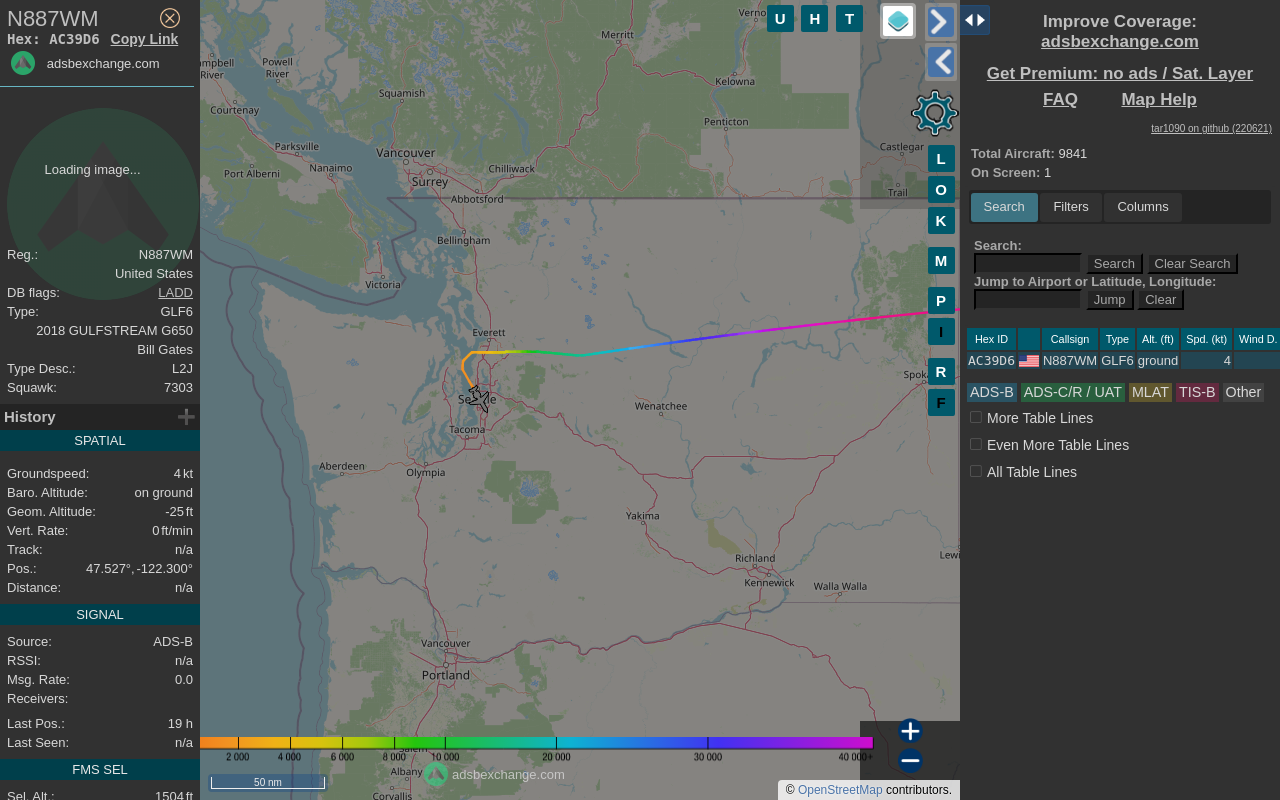 N887WM
Hex: AC39D6 Copy Link
adsbexchange.com
Loading image...
Reg.: N887WM
United States
DB flags: LADD
Type: GLF6
2018 GULFSTREAM G650
Bill Gates
Type Desc.: L2J
Squawk: 7303
History
SPATIAL
Groundspeed: 4 kt
Baro. Altitude: on ground
Geom. Altitude: -25 ft
Vert. Rate: 0 ft/min
Track: n/a
Pos.: 47.527°, -122.300°
Distance: n/a
SIGNAL
Source: ADS-B
RSSI: n/a
Msg. Rate: 0.0
Receivers:
Last Pos.: 19 h
Last Seen: n/a
FMS SEL
Sel. Alt.: 1504 ft
Merritt
Powell
River
Campbell
River
Squamish
Kelowna
Courtenay
Penticton
Parksville
Vancouver
Castlegar
Port Alberni
Nanaimo
Chilliwack
Surrey
Abbotsford
Trail
Bellingham
Victoria
Everett
Wenatchee
Tacoma
Aberdeen
Olympia
Yakima
Richland
Kennewick
Walla Walla
Vancouver
Portland
Salem
Albany
Corvallis
U H T
L
O
K
M
P
I
R
F
2 000 4 000 6 000 8 000 10 000 20 000 30 000 40 000+
adsbexchange.com
50 nm
© OpenStreetMap contributors.
Improve Coverage:
adsbexchange.com
Get Premium: no ads / Sat. Layer
FAQ Map Help
tar1090 on github (220621)
Total Aircraft: 9841
On Screen: 1
Search Filters Columns
Search:
Search Clear Search
Jump to Airport or Latitude, Longitude:
Jump Clear
Hex ID Callsign Type Alt. (ft) Spd. (kt) Wind D.
AC39D6 N887WM GLF6 ground 4
ADS-B ADS-C/R / UAT MLAT TIS-B Other
More Table Lines
Even More Table Lines
All Table Lines